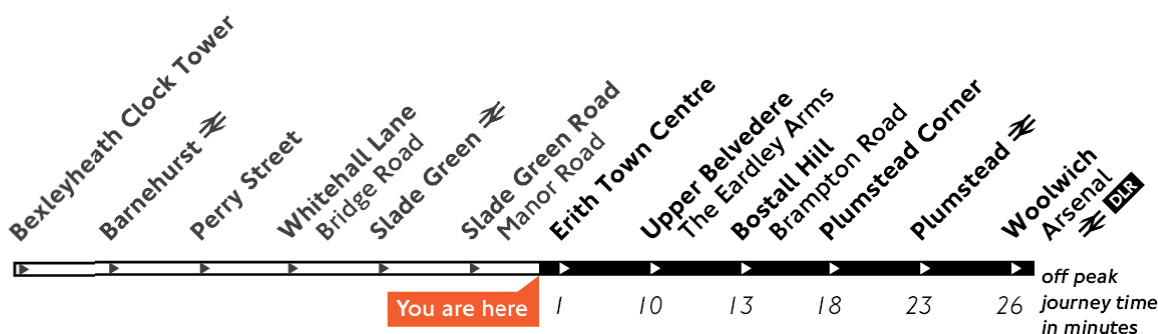 Bexleyheath Clock Tower
Barnehurst
Perry Street
Whitehall Lane
Bridge Road
Slade Green
Slade Green Road
Manor Road
Erith Town Centre
Upper Belvedere
The Eardley Arms
Bostall Hill
Brampton Road
Plumstead Corner
Plumstead
Woolwich
Arsenal
DLR
You are here
1 10 13 18 23 26
off peak
journey time
in minutes